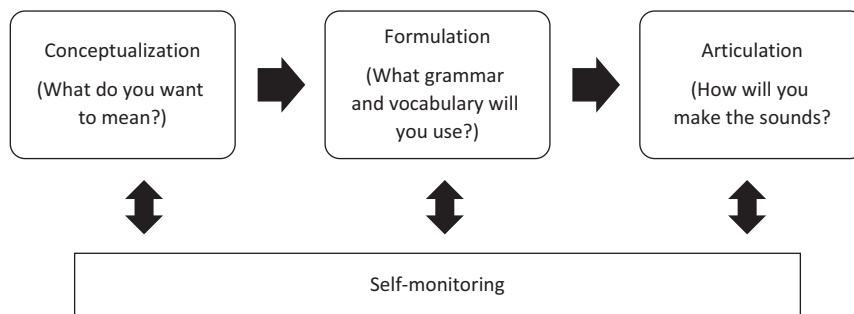 Conceptualization
(What do you want
to mean?)
Formulation
(What grammar
and vocabulary will
you use?)
Articulation
(How will you
make the sounds?
Self-monitoring